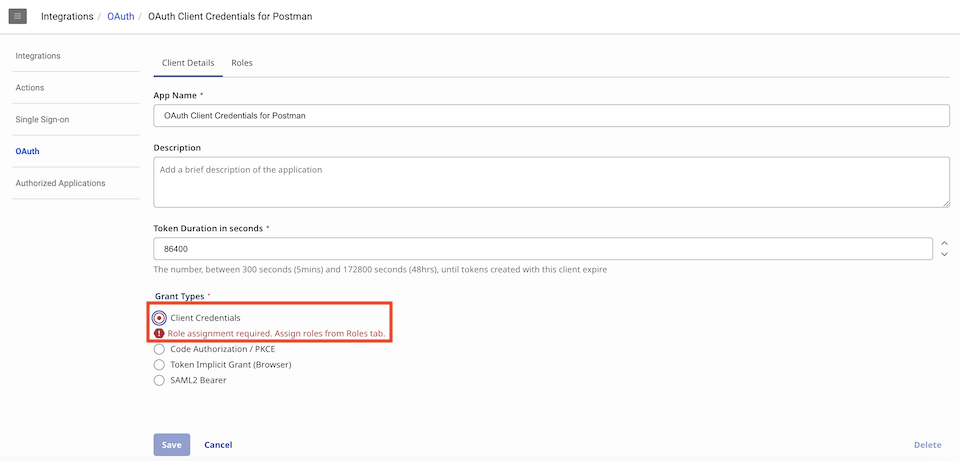 Integrations / OAuth / OAuth Client Credentials for Postman
Integrations
Actions
Single Sign-on
OAuth
Authorized Applications
Client Details Roles
App Name *
OAuth Client Credentials for Postman
Description
Add a brief description of the application
Token Duration in seconds *
86400
The number, between 300 seconds (5mins) and 172800 seconds (48hrs), until tokens created with this client expire
Grant Types *
Client Credentials
Role assignment required. Assign roles from Roles tab.
Code Authorization / PKCE
Token Implicit Grant (Browser)
SAML2 Bearer
Save Cancel Delete